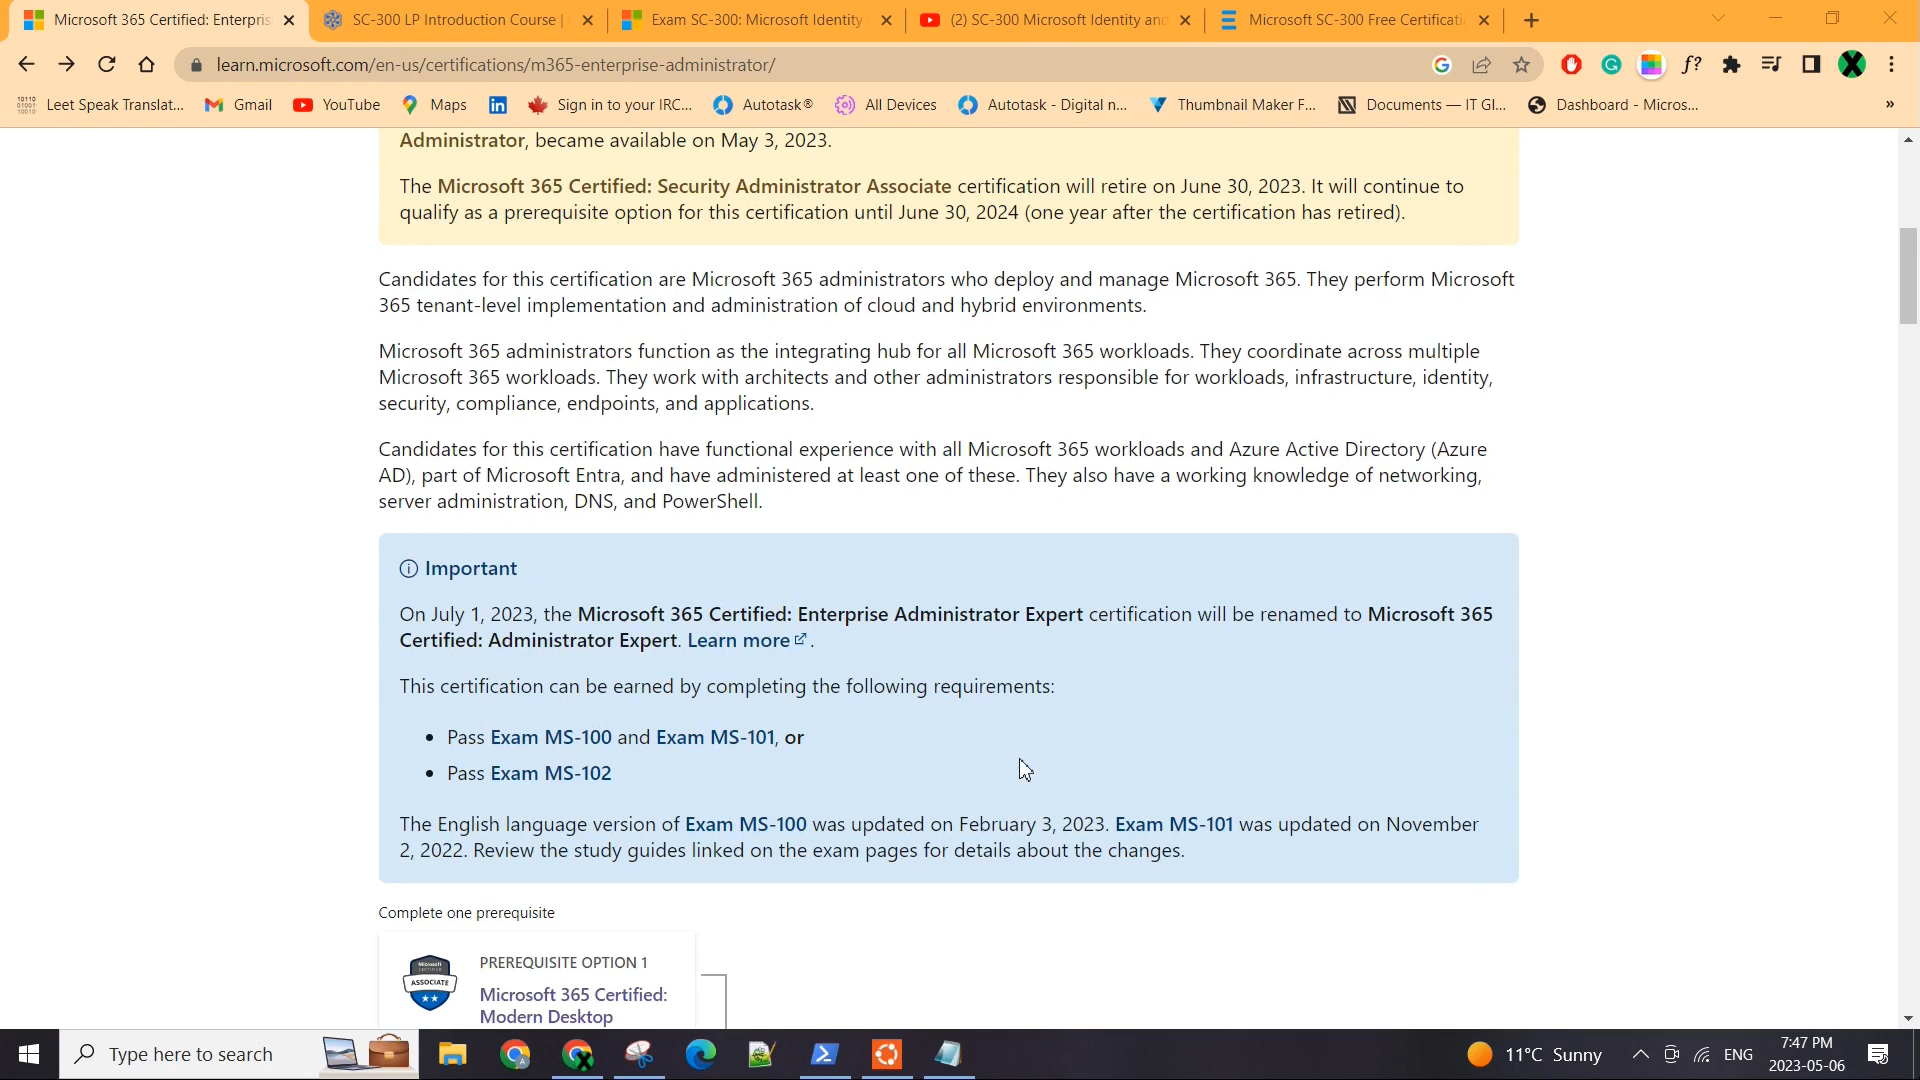 Microsoft 365 Certified: Enterpris
SC-300 LP Introduction Course |
Exam SC-300: Microsoft Identity
(2) SC-300 Microsoft Identity and
Microsoft SC-300 Free Certificati
learn.microsoft.com/en-us/certifications/m365-enterprise-administrator/
f?
Leet Speak Translat...
Gmail
YouTube
Maps
Sign in to your IRC...
Autotask®
All Devices
Autotask - Digital n...
Thumbnail Maker F...
Documents — IT Gl...
Dashboard - Micros...
»
Administrator, became available on May 3, 2023.
The Microsoft 365 Certified: Security Administrator Associate certification will retire on June 30, 2023. It will continue to
qualify as a prerequisite option for this certification until June 30, 2024 (one year after the certification has retired).
Candidates for this certification are Microsoft 365 administrators who deploy and manage Microsoft 365. They perform Microsoft
365 tenant-level implementation and administration of cloud and hybrid environments.
Microsoft 365 administrators function as the integrating hub for all Microsoft 365 workloads. They coordinate across multiple
Microsoft 365 workloads. They work with architects and other administrators responsible for workloads, infrastructure, identity,
security, compliance, endpoints, and applications.
Candidates for this certification have functional experience with all Microsoft 365 workloads and Azure Active Directory (Azure
AD), part of Microsoft Entra, and have administered at least one of these. They also have a working knowledge of networking,
server administration, DNS, and PowerShell.
Important
On July 1, 2023, the Microsoft 365 Certified: Enterprise Administrator Expert certification will be renamed to Microsoft 365
Certified: Administrator Expert. Learn more.
This certification can be earned by completing the following requirements:
• Pass Exam MS-100 and Exam MS-101, or
• Pass Exam MS-102
The English language version of Exam MS-100 was updated on February 3, 2023. Exam MS-101 was updated on November
2, 2022. Review the study guides linked on the exam pages for details about the changes.
Complete one prerequisite
Microsoft
ASSOCIATE
PREREQUISITE OPTION 1
Microsoft 365 Certified:
Modern Desktop
Type here to search
11°C Sunny
ENG
7:47 PM
2023-05-06